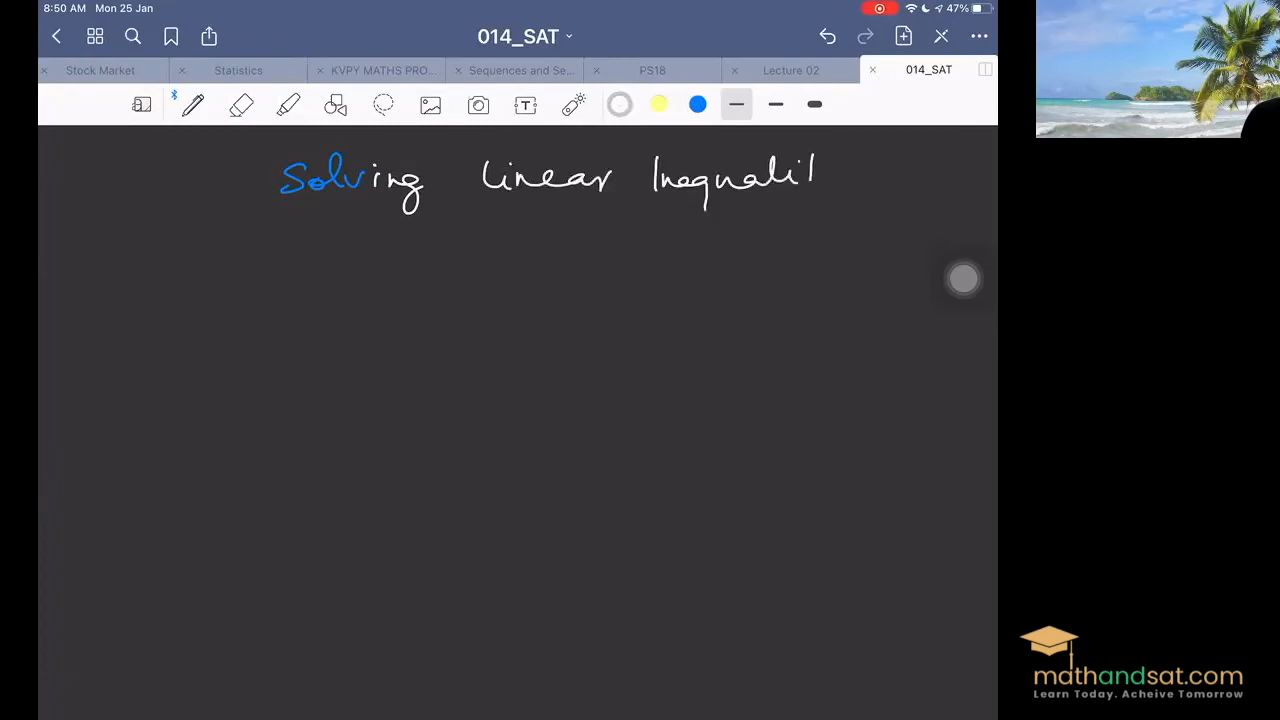 8:50 AM Mon 25 Jan 47%
014_SAT
Stock Market Statistics KVPY MATHS PRO... Sequences and Se... PS18 Lecture 02 014_SAT
T
Solving Linear Inequalit
mathandsat.com
Learn Today. Acheive Tomorrow